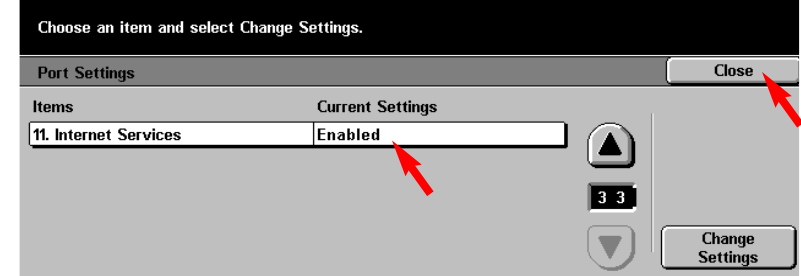 Choose an item and select Change Settings.
Port Settings
Close
Items Current Settings
11. Internet Services Enabled
3 3
Change
Settings